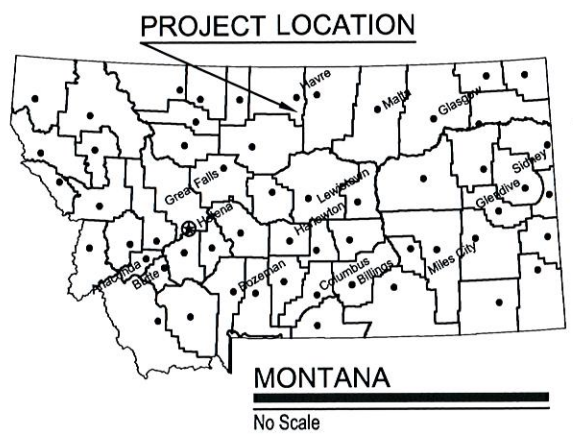 PROJECT LOCATION
Havre
Malta
Glasgow
Sidney
Great Falls
Lewistown
Glendive
Helena
Harlowton
Anaconda
Butte
Bozeman
Columbus
Billings
Miles City
MONTANA
No Scale